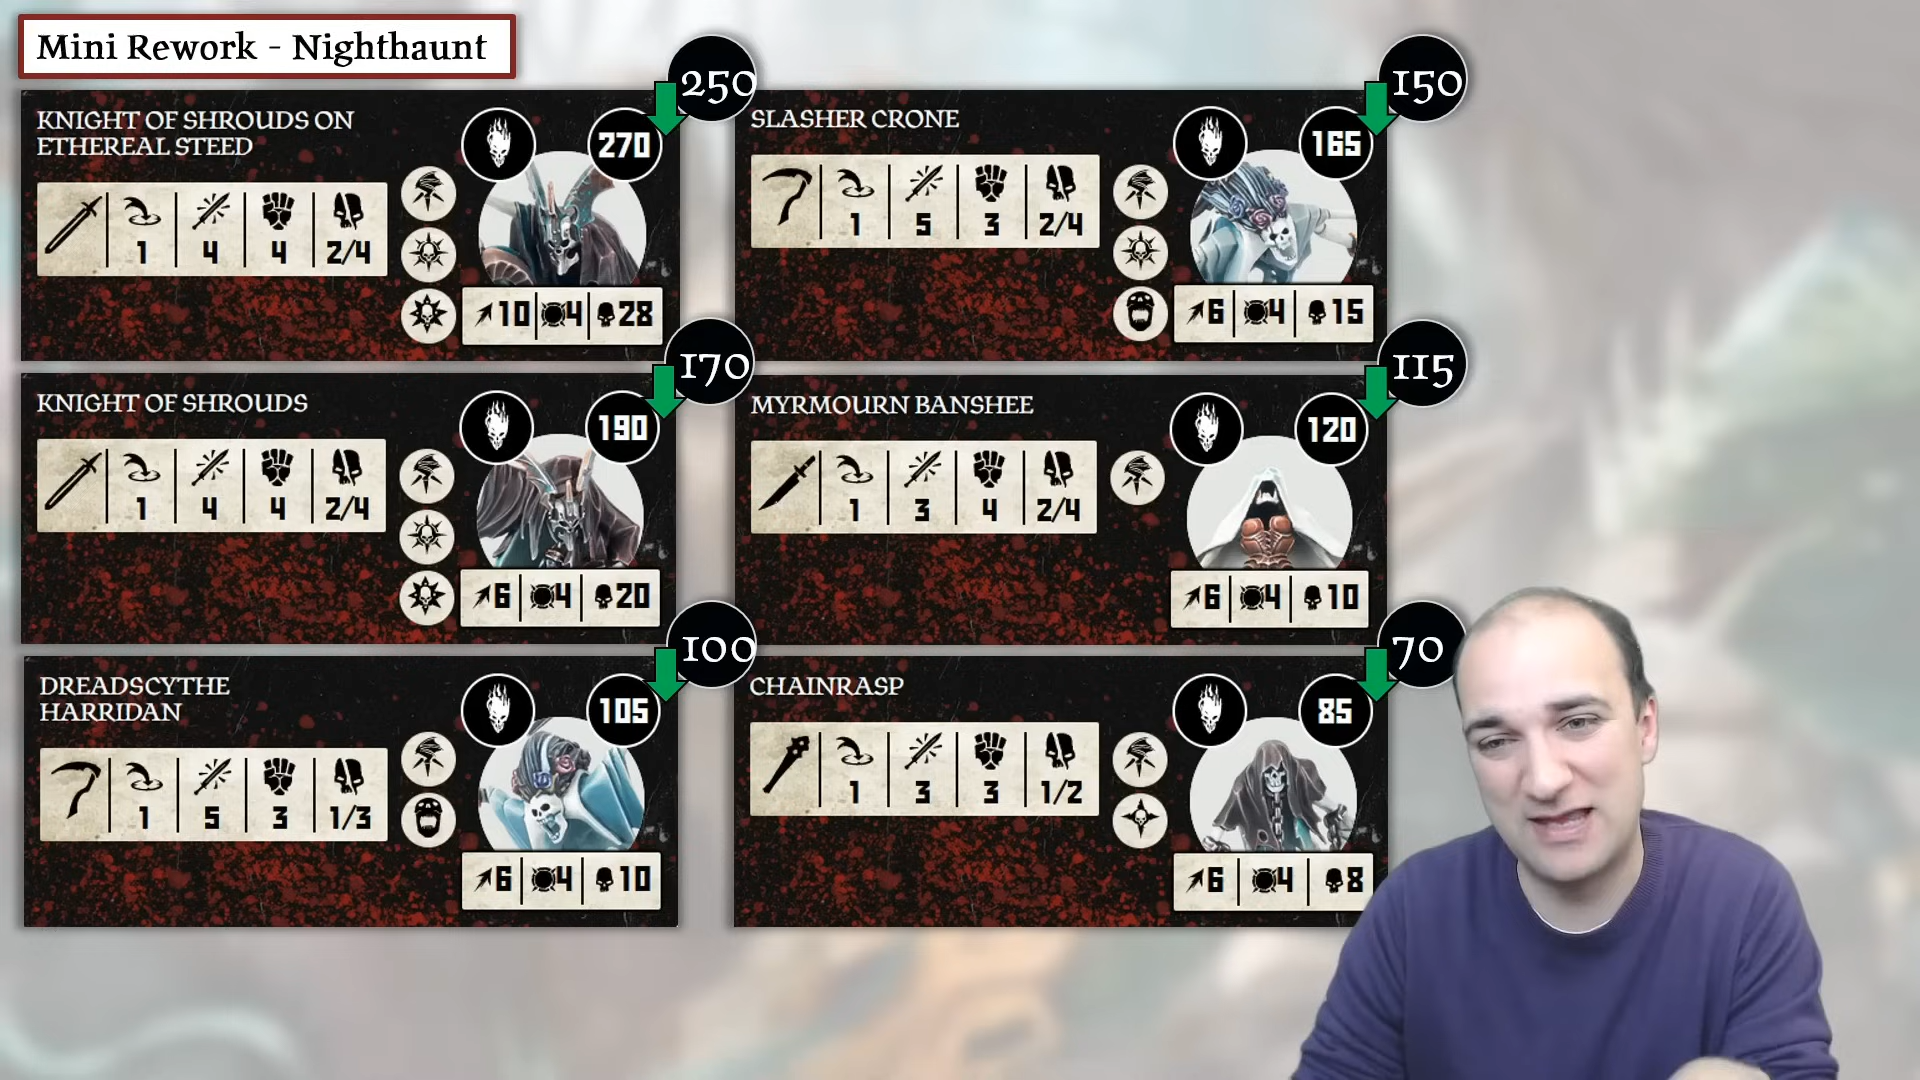 Mini Rework - Nighthaunt
250
KNIGHT OF SHROUDS ON
ETHEREAL STEED
270
1 4 4 2/4
10 4 28
150
SLASHER CRONE
165
1 5 3 2/4
6 4 15
170
KNIGHT OF SHROUDS
190
1 4 4 2/4
6 4 20
115
MYRMOURN BANSHEE
120
1 3 4 2/4
6 4 10
100
DREADSCYTHE
HARRIDAN
105
1 5 3 1/3
6 4 10
70
CHAINRASP
85
1 3 3 1/2
6 4 8